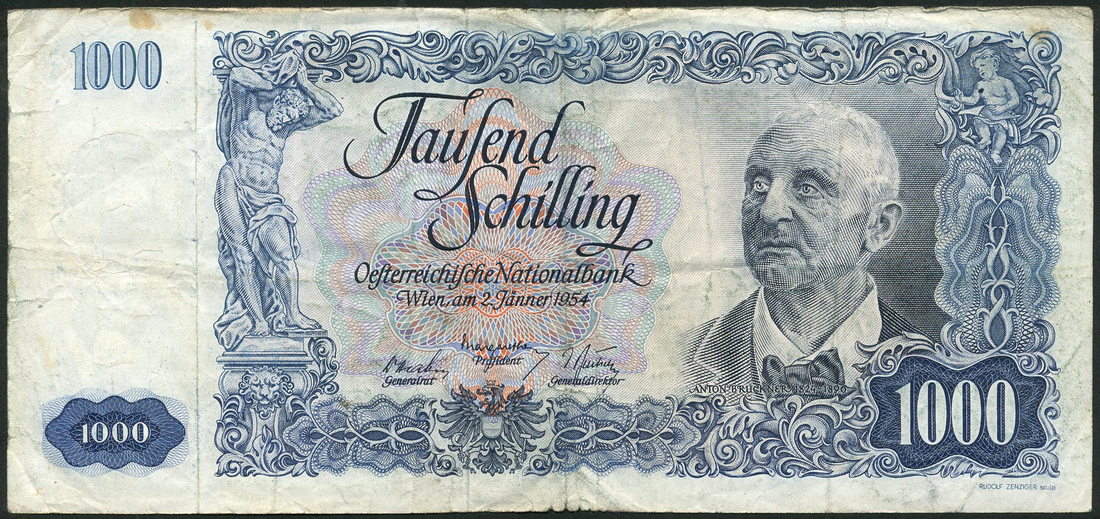 1000
Tauſend
Schilling
Oeſterreichiſche Nationalbank
Wien, am 2. Jänner 1954
Präſident
Generalrat
Generaldirektor
ANTON BRUCKNER 1824-1896
1000
1000
RUDOLF ZENZIGER sculp.